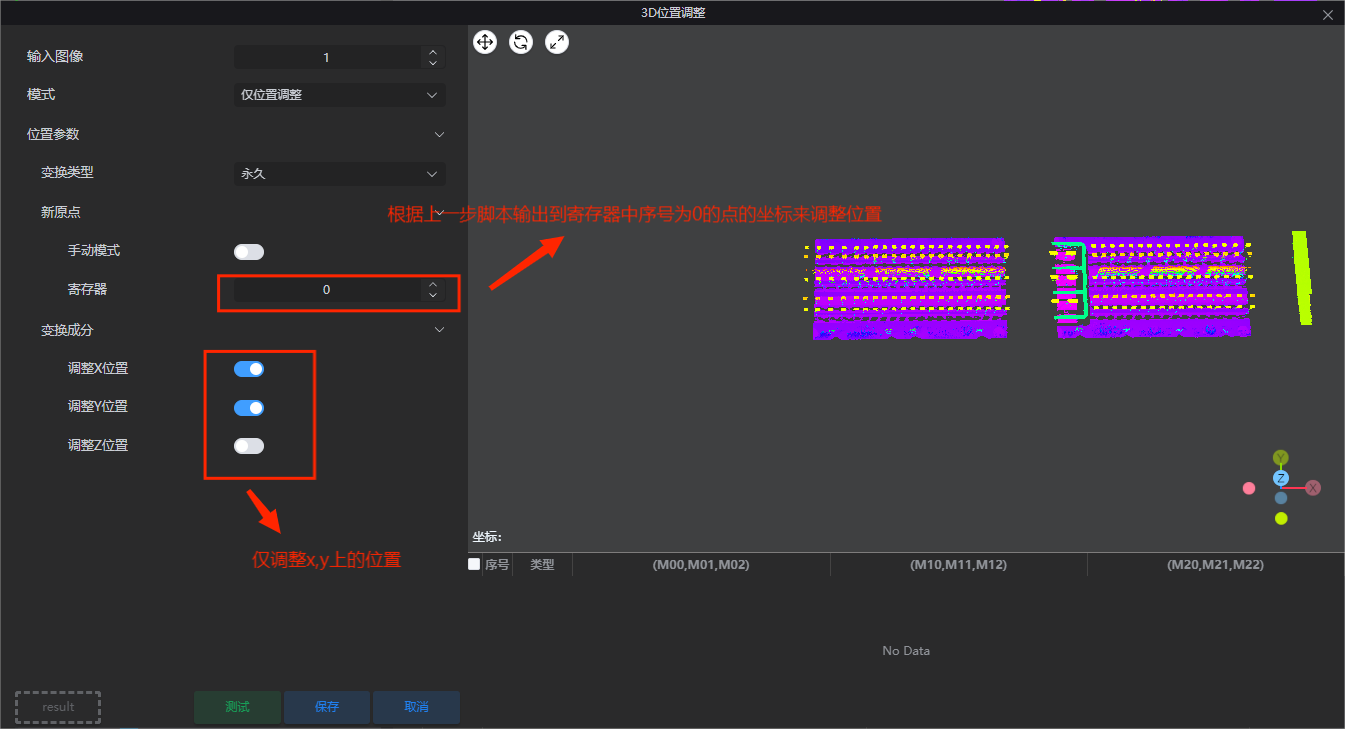 3D位置调整
输入图像
1
模式
仅位置调整
位置参数
变换类型
永久
新原点
根据上一步脚本输出到寄存器中序号为0的点的坐标来调整位置
手动模式
寄存器
0
变换成分
调整X位置
调整Y位置
调整Z位置
仅调整x,y上的位置
Y
Z
X
坐标:
序号
类型
(M00,M01,M02)
(M10,M11,M12)
(M20,M21,M22)
No Data
result
测试
保存
取消